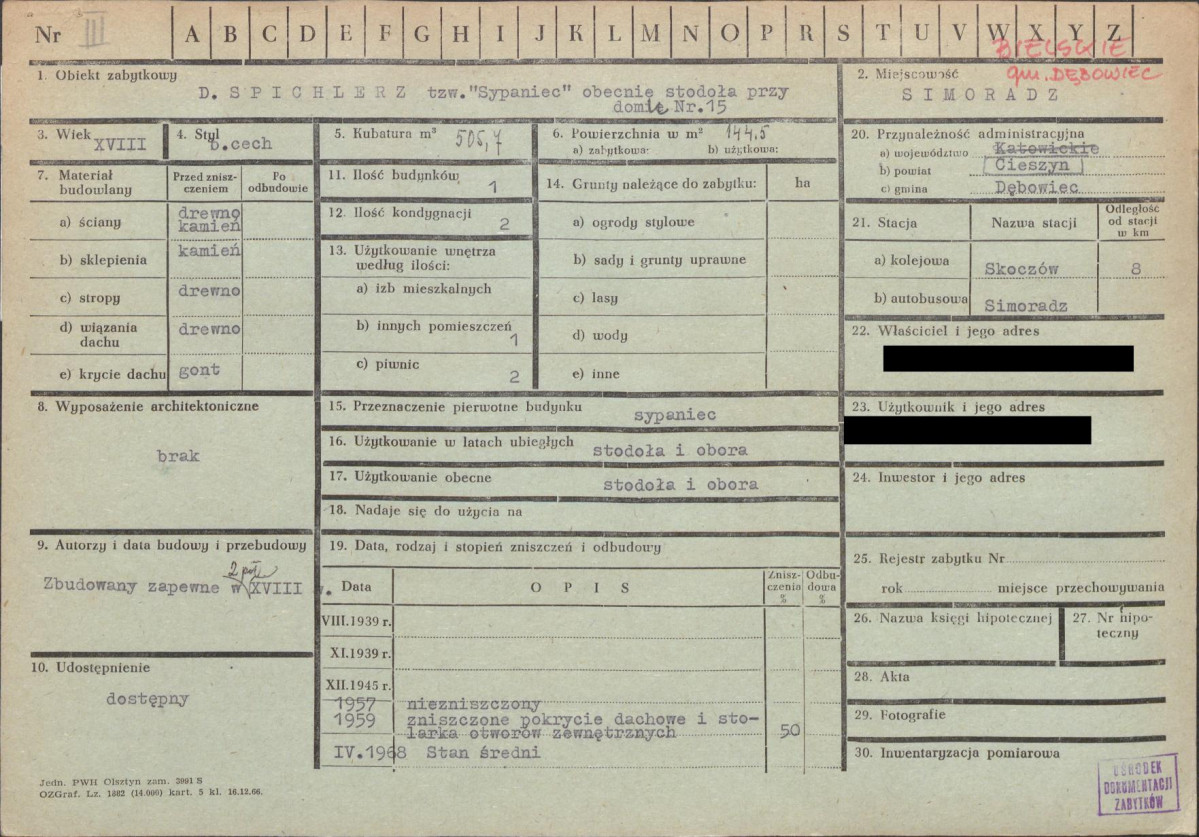 Nr III
A B C D E F G H I J K L M N O P R S T U V W X Y Z
BIELSKIE
gm. DĘBOWIEC
1. Obiekt zabytkowy
D. SPICHLERZ tzw."Sypaniec" obecnie stodoła przy
domie Nr.15
2. Miejscowość
SIMORADZ
3. Wiek
XVIII
4. Styl
b.cech
5. Kubatura m³ 505,7
6. Powierzchnia w m² 144.5
a) zabytkowa: b) użytkowa:
7. Materiał budowlany
Przed zniszczeniem
Po odbudowie
a) ściany
drewno
kamień
b) sklepienia
kamień
c) stropy
drewno
d) wiązania dachu
drewno
e) krycie dachu
gont
8. Wyposażenie architektoniczne
brak
9. Autorzy i data budowy i przebudowy
2 poł.
Zbudowany zapewne w XVIII w.
10. Udostępnienie
dostępny
11. Ilość budynków
1
12. Ilość kondygnacji
2
13. Użytkowanie wnętrza
według ilości:
a) izb mieszkalnych
b) innych pomieszczeń
1
c) piwnic
2
14. Grunty należące do zabytku:
ha
a) ogrody stylowe
b) sady i grunty uprawne
c) lasy
d) wody
e) inne
15. Przeznaczenie pierwotne budynku
sypaniec
16. Użytkowanie w latach ubiegłych
stodoła i obora
17. Użytkowanie obecne
stodoła i obora
18. Nadaje się do użycia na
19. Data, rodzaj i stopień zniszczeń i odbudowy
Data
OPIS
Zniszczenia %
Odbudowa %
VIII.1939 r.
XI.1939 r.
XII.1945 r.
1957 niezniszczony
1959 zniszczone pokrycie dachowe i sto-
larka otworów zewnętrznych
50
IV.1968 Stan średni
20. Przynależność administracyjna
a) województwo Katowickie
b) powiat Cieszyn
c) gmina Dębowiec
21. Stacja
Nazwa stacji
Odległość
od stacji
w km
a) kolejowa
Skoczów
8
b) autobusowa
Simoradz
22. Właściciel i jego adres
23. Użytkownik i jego adres
24. Inwestor i jego adres
25. Rejestr zabytku Nr
rok miejsce przechowywania
26. Nazwa księgi hipotecznej
27. Nr hipo-
teczny
28. Akta
29. Fotografie
30. Inwentaryzacja pomiarowa
Jedn. PWH Olsztyn zam. 3991 S
OZGraf. Lz. 1882 (14.000) kart. 5 kl. 16.12.66.
OŚRODEK
DOKUMENTACJI
ZABYTKÓW